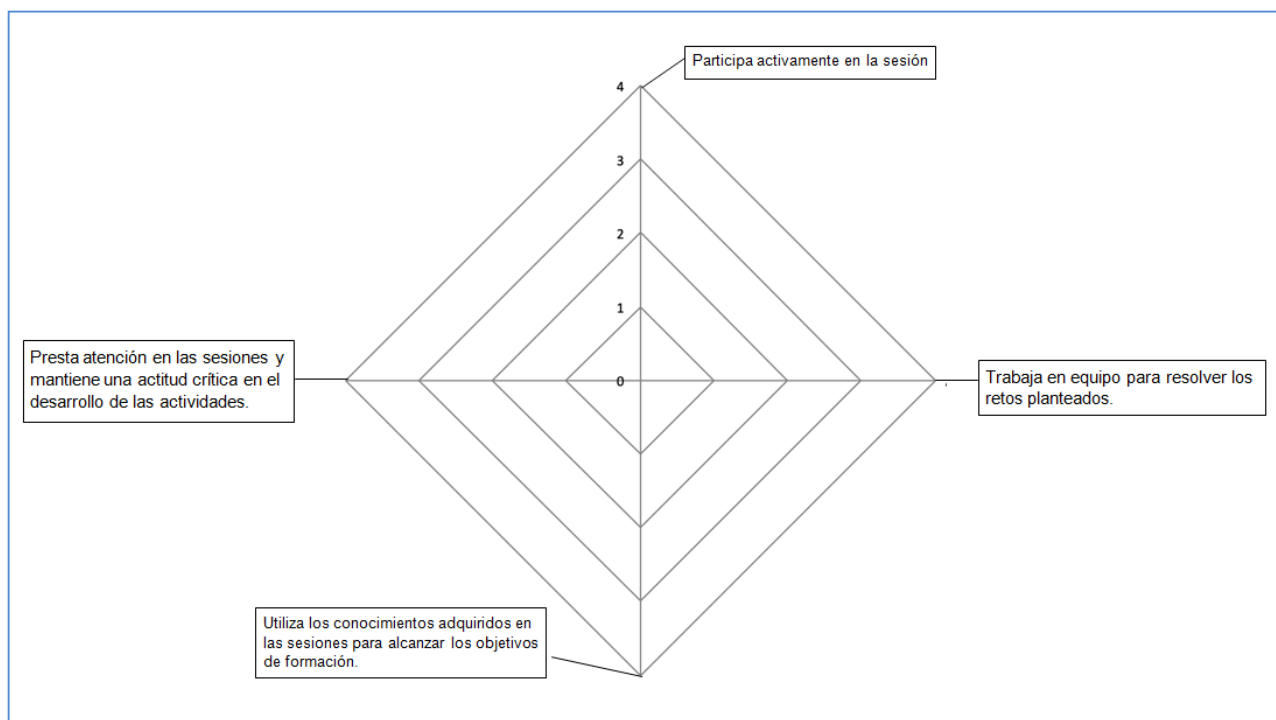 Participa activamente en la sesión
4
3
2
1
0
Presta atención en las sesiones y
mantiene una actitud crítica en el
desarrollo de las actividades.
Trabaja en equipo para resolver los
retos planteados.
Utiliza los conocimientos adquiridos en
las sesiones para alcanzar los objetivos
de formación.